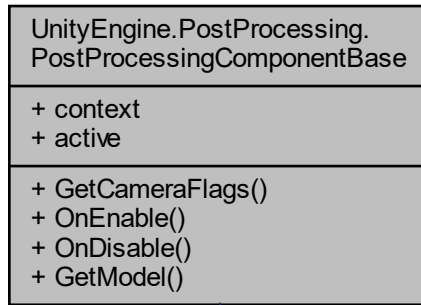 UnityEngine.PostProcessing.
PostProcessingComponentBase
+ context
+ active
+ GetCameraFlags()
+ OnEnable()
+ OnDisable()
+ GetModel()